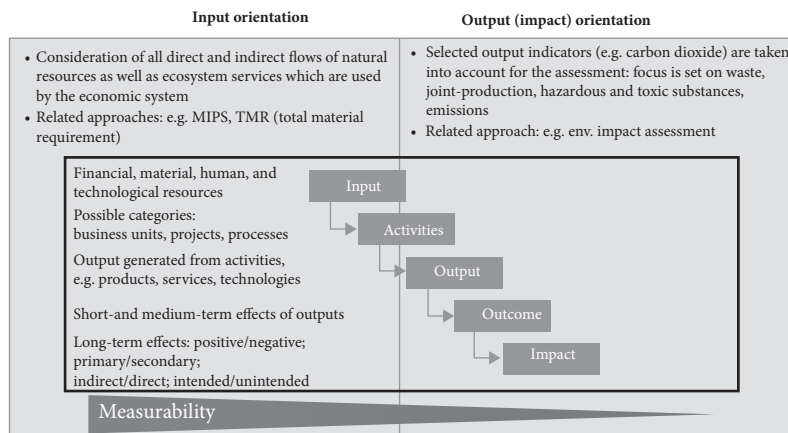 Input orientation
Output (impact) orientation
• Consideration of all direct and indirect flows of natural
resources as well as ecosystem services which are used
by the economic system
• Related approaches: e.g. MIPS, TMR (total material
requirement)
• Selected output indicators (e.g. carbon dioxide) are taken
into account for the assessment: focus is set on waste,
joint-production, hazardous and toxic substances,
emissions
• Related approach: e.g. env. impact assessment
Financial, material, human, and
technological resources
Input
Possible categories:
business units, projects, processes
Activities
Output generated from activities,
e.g. products, services, technologies
Output
Short-and medium-term effects of outputs
Outcome
Long-term effects: positive/negative;
primary/secondary;
indirect/direct; intended/unintended
Impact
Measurability